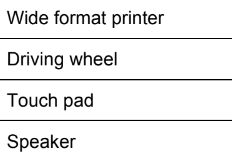 Wide format printer
Driving wheel
Touch pad
Speaker